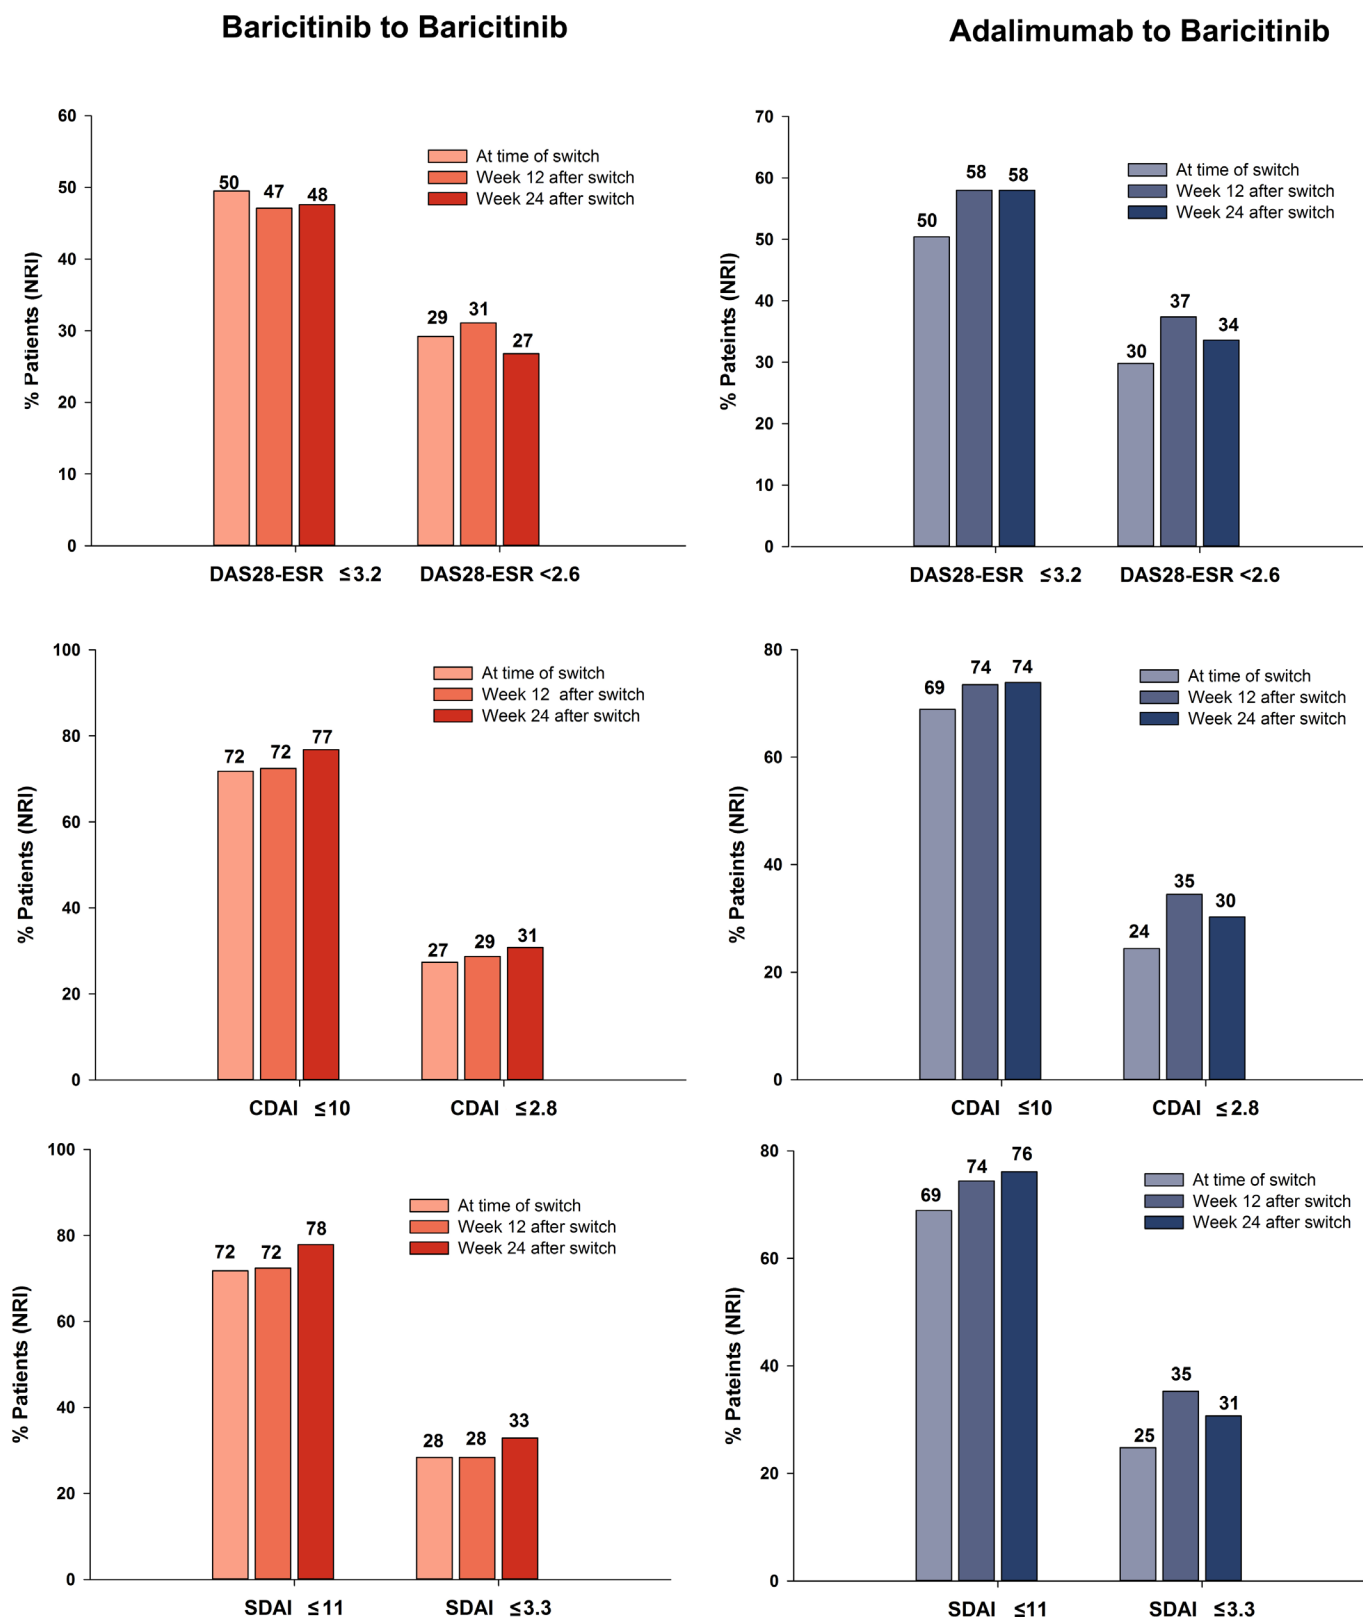 Baricitinib to Baricitinib
% Patients (NRI)
60
50
40
30
20
10
0
At time of switch
Week 12 after switch
Week 24 after switch
50 47 48
29 31 27
DAS28-ESR ≤3.2 DAS28-ESR <2.6
% Patients (NRI)
100
80
60
40
20
0
At time of switch
Week 12 after switch
Week 24 after switch
72 72 77
27 29 31
CDAI ≤10 CDAI ≤2.8
% Patients (NRI)
100
80
60
40
20
0
At time of switch
Week 12 after switch
Week 24 after switch
72 72 78
28 28 33
SDAI ≤11 SDAI ≤3.3
Adalimumab to Baricitinib
% Pateints (NRI)
70
60
50
40
30
20
10
0
At time of switch
Week 12 after switch
Week 24 after switch
50 58 58
30 37 34
DAS28-ESR ≤3.2 DAS28-ESR <2.6
% Pateints (NRI)
80
60
40
20
0
At time of switch
Week 12 after switch
Week 24 after switch
69 74 74
24 35 30
CDAI ≤10 CDAI ≤2.8
% Pateints (NRI)
80
60
40
20
0
At time of switch
Week 12 after switch
Week 24 after switch
69 74 76
25 35 31
SDAI ≤11 SDAI ≤3.3